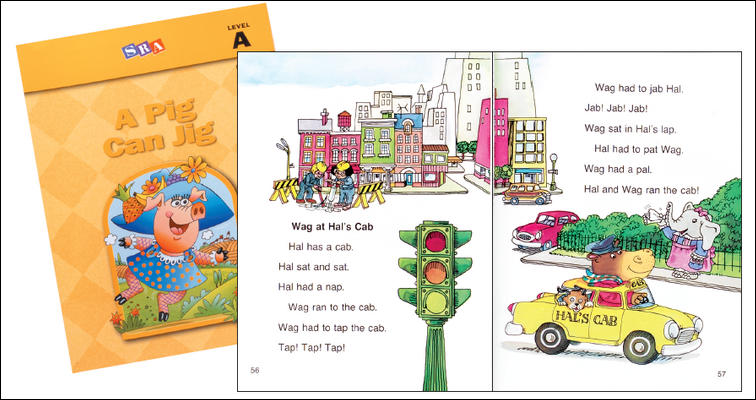 SRA
LEVEL
A
A Pig
Can Jig
Wag at Hal's Cab
Hal has a cab.
Hal sat and sat.
Hal had a nap.
Wag ran to the cab.
Wag had to tap the cab.
Tap! Tap! Tap!
56
Wag had to jab Hal.
Jab! Jab! Jab!
Wag sat in Hal's lap.
Hal had to pat Wag.
Wag had a pal.
Hal and Wag ran the cab!
HAL'S CAB
57